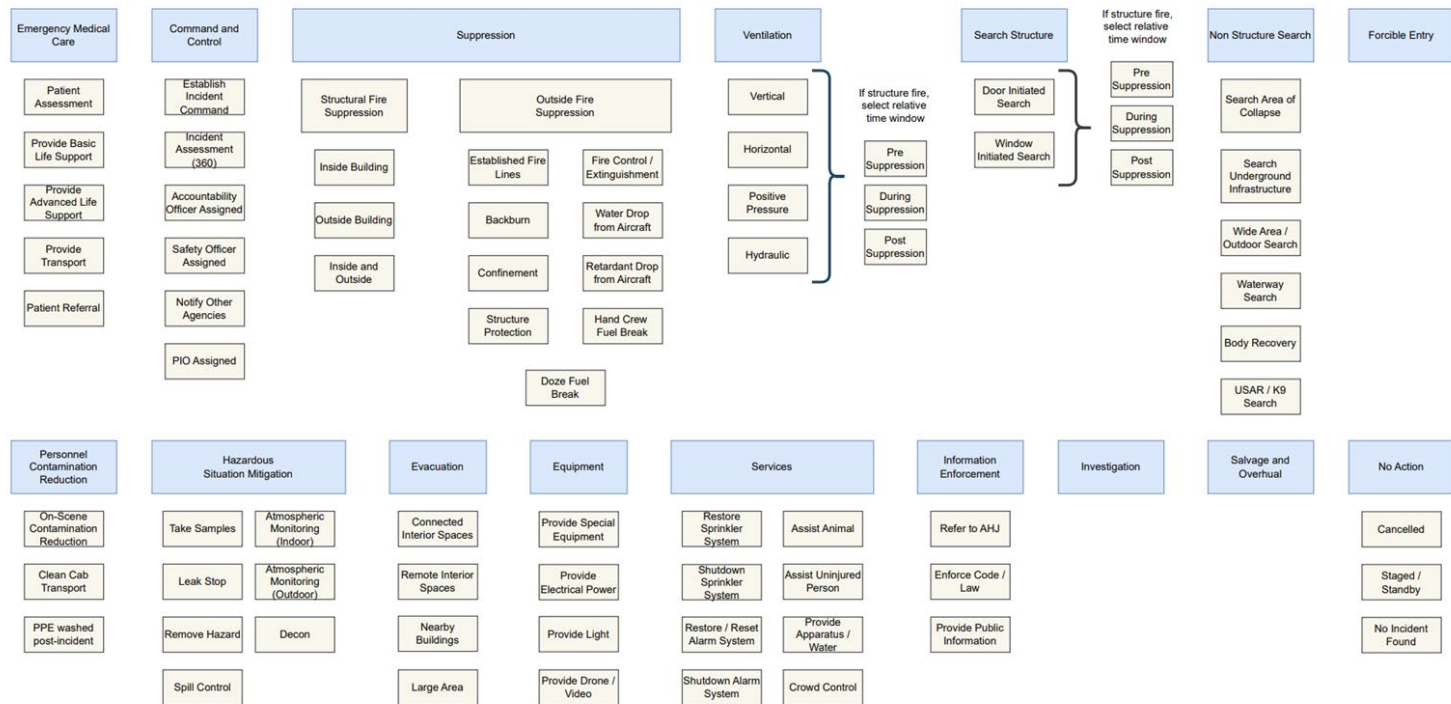 Emergency Medical
Care
Patient
Assessment
Provide Basic
Life Support
Provide
Advanced Life
Support
Provide
Transport
Patient Referral
Command and
Control
Establish
Incident
Command
Incident
Assessment
(360)
Accountability
Officer Assigned
Safety Officer
Assigned
Notify Other
Agencies
PIO Assigned
Suppression
Structural Fire
Suppression
Inside Building
Outside Building
Inside and
Outside
Outside Fire
Suppression
Established Fire
Lines
Backburn
Confinement
Structure
Protection
Fire Control /
Extinguishment
Water Drop
from Aircraft
Retardant Drop
from Aircraft
Hand Crew
Fuel Break
Doze Fuel
Break
Ventilation
Vertical
Horizontal
Positive
Pressure
Hydraulic
If structure fire,
select relative
time window
Pre
Suppression
During
Suppression
Post
Suppression
Search Structure
Door Initiated
Search
Window
Initiated Search
If structure fire,
select relative
time window
Pre
Suppression
During
Suppression
Post
Suppression
Non Structure Search
Search Area of
Collapse
Search
Underground
Infrastructure
Wide Area /
Outdoor Search
Waterway
Search
Body Recovery
USAR / K9
Search
Forcible Entry
Personnel
Contamination
Reduction
On-Scene
Contamination
Reduction
Clean Cab
Transport
PPE washed
post-incident
Hazardous
Situation Mitigation
Take Samples
Leak Stop
Remove Hazard
Spill Control
Atmospheric
Monitoring
(Indoor)
Atmospheric
Monitoring
(Outdoor)
Decon
Evacuation
Connected
Interior Spaces
Remote Interior
Spaces
Nearby
Buildings
Large Area
Equipment
Provide Special
Equipment
Provide
Electrical Power
Provide Light
Provide Drone /
Video
Services
Restore
Sprinkler
System
Shutdown
Sprinkler
System
Restore / Reset
Alarm System
Shutdown Alarm
System
Assist Animal
Assist Uninjured
Person
Provide
Apparatus /
Water
Crowd Control
Information
Enforcement
Refer to AHJ
Enforce Code /
Law
Provide Public
Information
Investigation
Salvage and
Overhual
No Action
Cancelled
Staged /
Standby
No Incident
Found